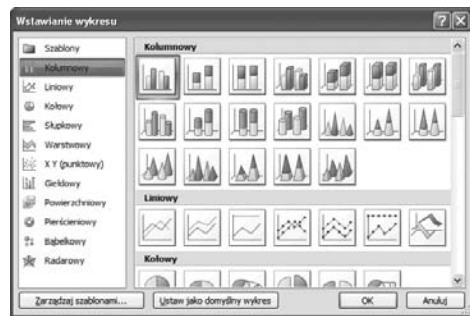 Wstawianie wykresu
Szablony
Kolumnowy
Liniowy
Kołowy
Słupkowy
Warstwowy
X Y (punktowy)
Giełdowy
Powierzchniowy
Pierścieniowy
Bąbelkowy
Radarowy
Kolumnowy
Liniowy
Kołowy
Zarządzaj szablonami...
Ustaw jako domyślny wykres
OK
Anuluj